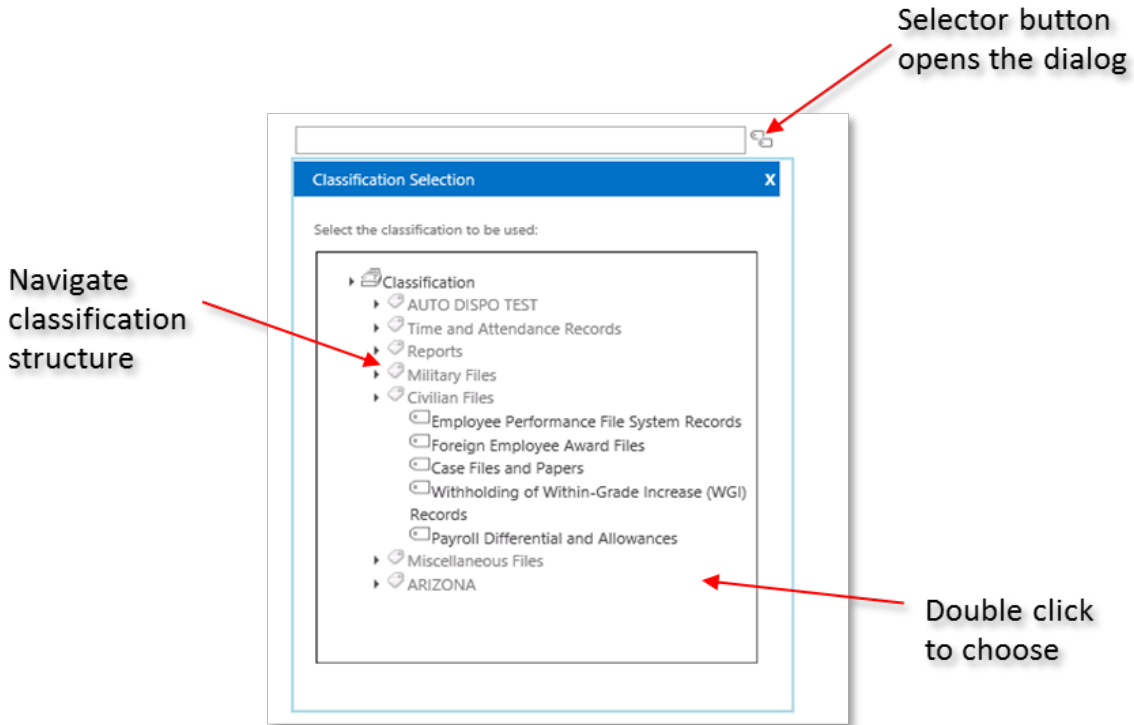 Selector button
opens the dialog
Classification Selection
X
Select the classification to be used:
Navigate
classification
structure
Classification
AUTO DISPO TEST
Time and Attendance Records
Reports
Military Files
Civilian Files
Employee Performance File System Records
Foreign Employee Award Files
Case Files and Papers
Withholding of Within-Grade Increase (WGI)
Records
Payroll Differential and Allowances
Miscellaneous Files
ARIZONA
Double click
to choose